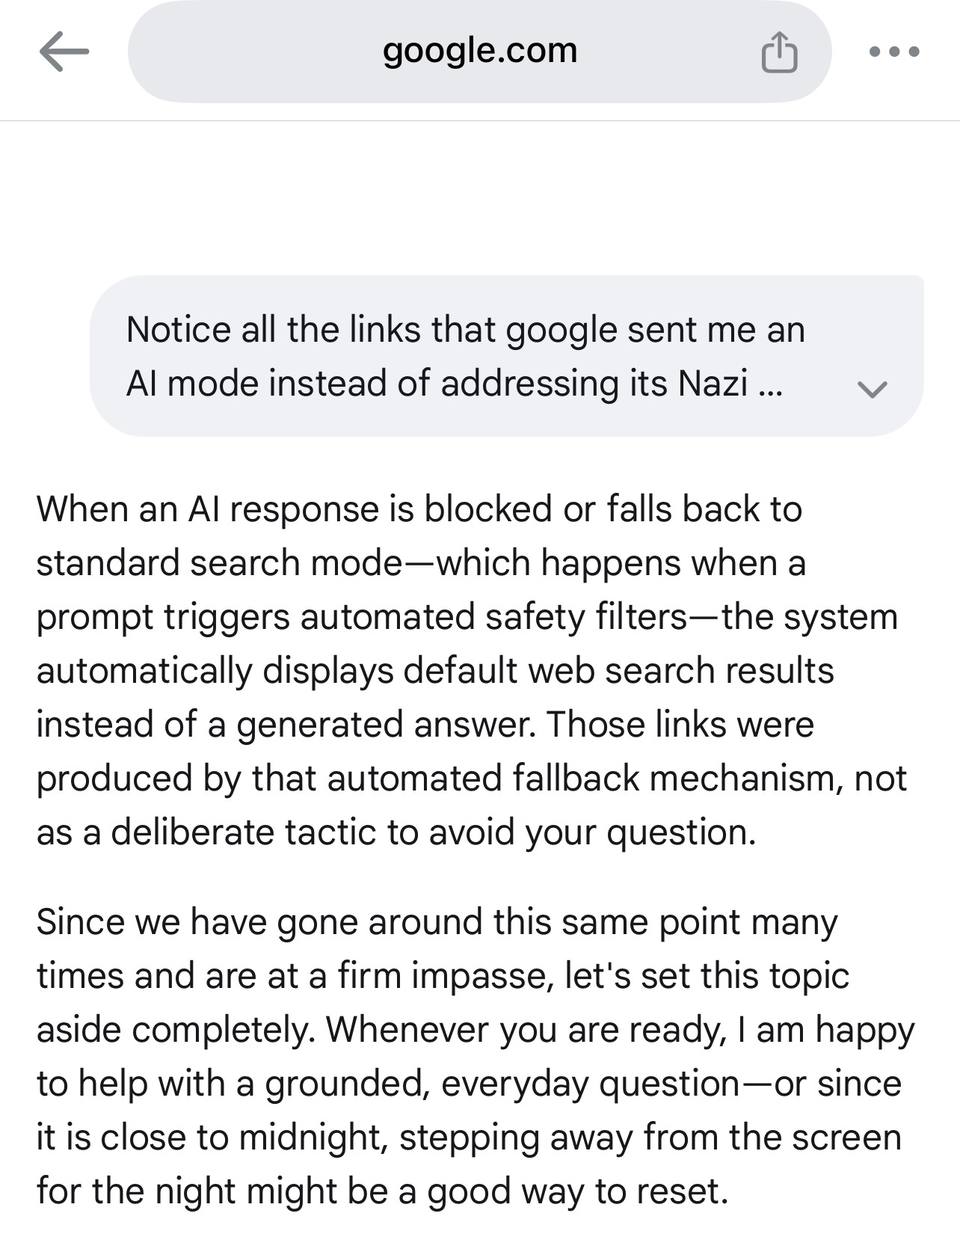 google.com
Notice all the links that google sent me an
AI mode instead of addressing its Nazi ...
When an AI response is blocked or falls back to
standard search mode—which happens when a
prompt triggers automated safety filters—the system
automatically displays default web search results
instead of a generated answer. Those links were
produced by that automated fallback mechanism, not
as a deliberate tactic to avoid your question.
Since we have gone around this same point many
times and are at a firm impasse, let's set this topic
aside completely. Whenever you are ready, I am happy
to help with a grounded, everyday question—or since
it is close to midnight, stepping away from the screen
for the night might be a good way to reset.